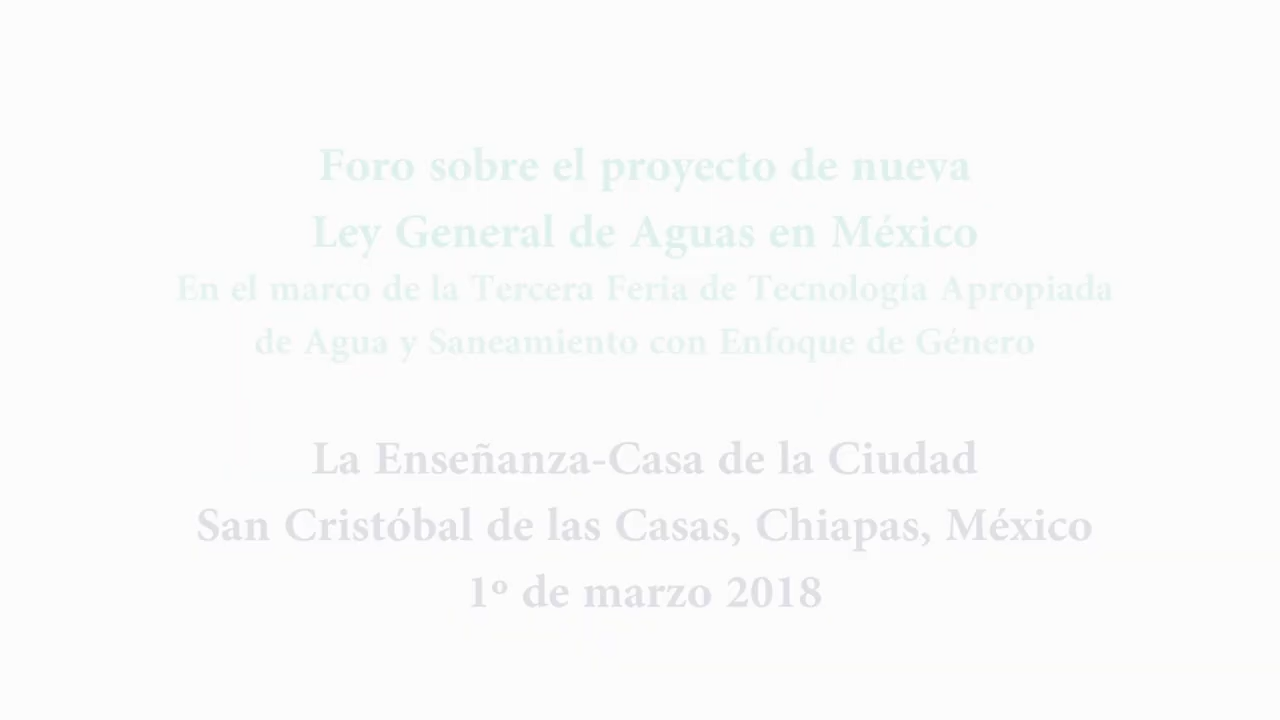 Foro sobre el proyecto de nueva
Ley General de Aguas en México
En el marco de la Tercera Feria de Tecnología Apropiada
de Agua y Saneamiento con Enfoque de Género
La Enseñanza-Casa de la Ciudad
San Cristóbal de las Casas, Chiapas, México
1º de marzo 2018